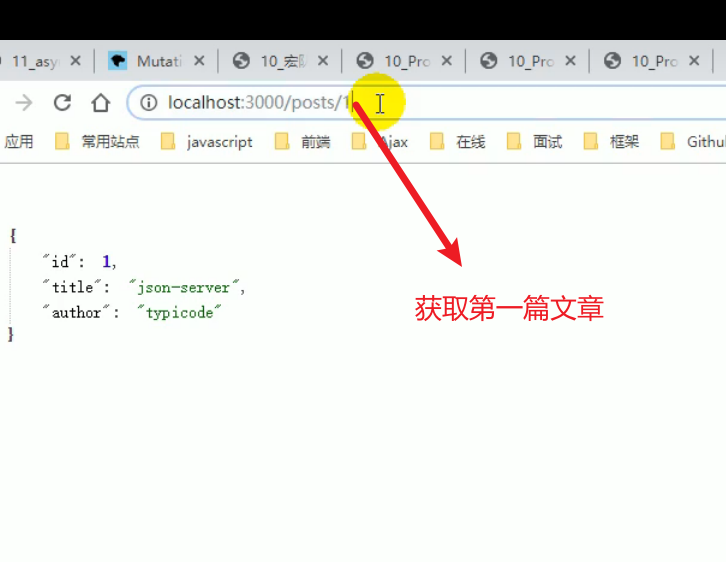 11_asy
Mutati
10_宏队
10_Pro
10_Pro
10_Pro
localhost:3000/posts/1
应用 常用站点 javascript 前端 Ajax 在线 面试 框架 Github
{
"id": 1,
"title": "json-server",
"author": "typicode"
}
获取第一篇文章